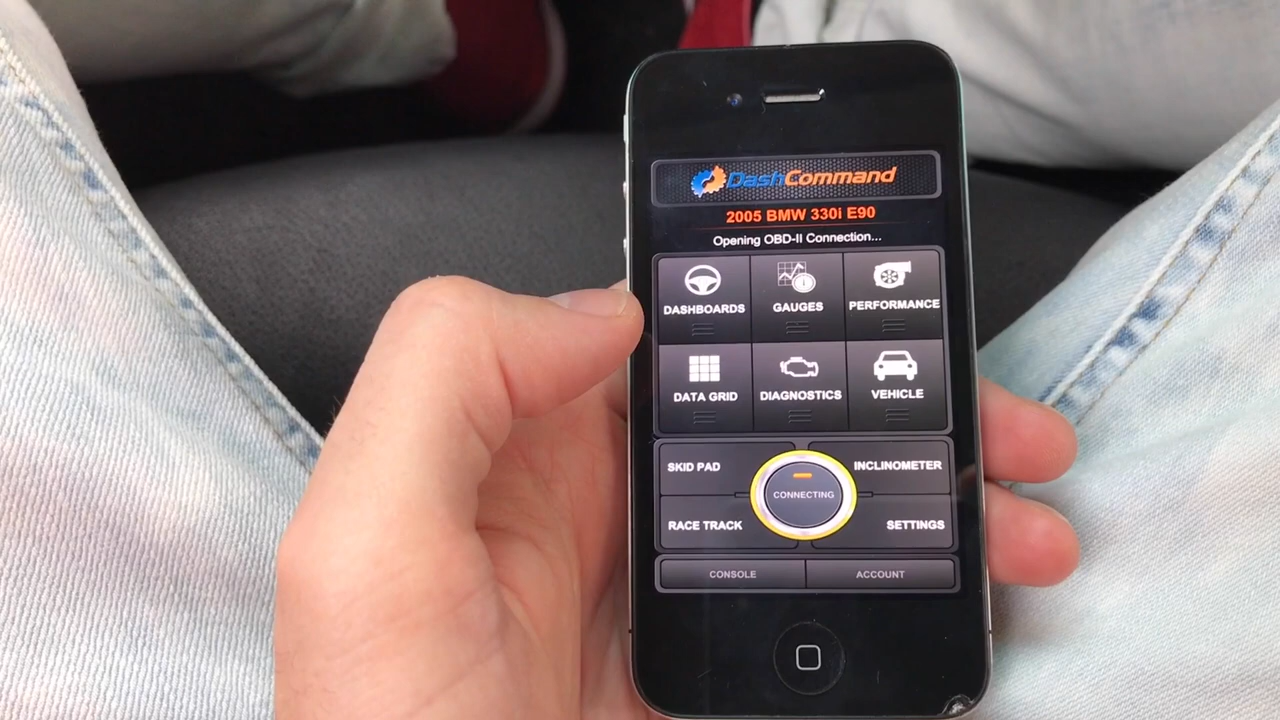 DashCommand
2005 BMW 330i E90
Opening OBD-II Connection...
DASHBOARDS
GAUGES
PERFORMANCE
DATA GRID
DIAGNOSTICS
VEHICLE
SKID PAD
INCLINOMETER
CONNECTING
RACE TRACK
SETTINGS
CONSOLE
ACCOUNT